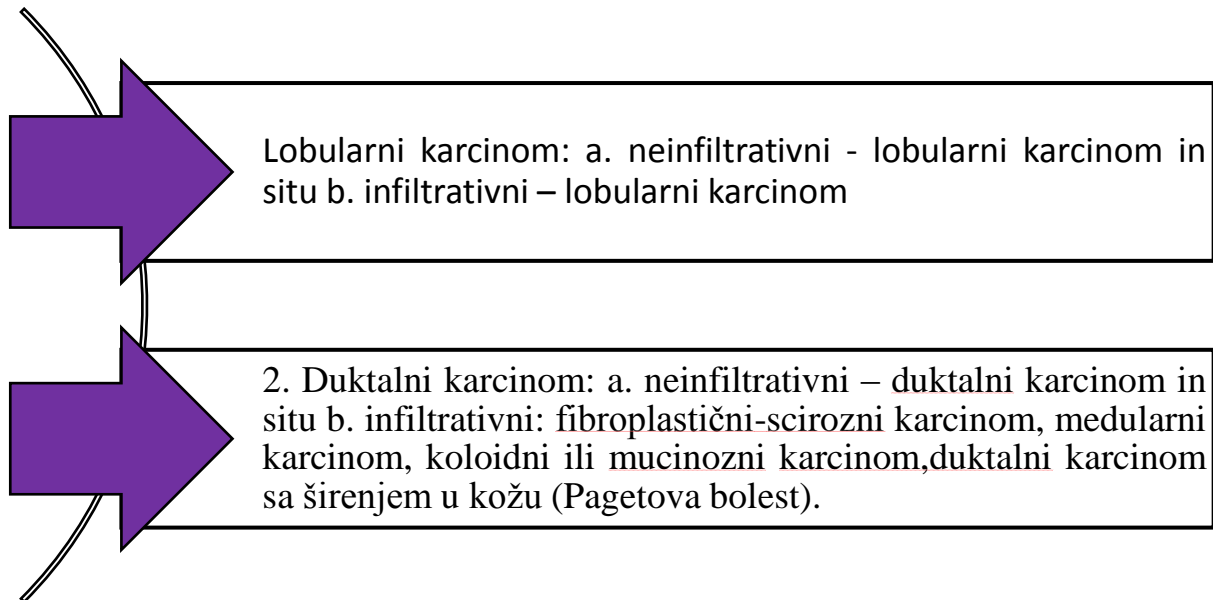 Lobularni karcinom: a. neinfiltrativni - lobularni karcinom in
situ b. infiltrativni – lobularni karcinom
2. Duktalni karcinom: a. neinfiltrativni – duktalni karcinom in
situ b. infiltrativni: fibroplastični-scirozni karcinom, medularni
karcinom, koloidni ili mucinozni karcinom,duktalni karcinom
sa širenjem u kožu (Pagetova bolest).